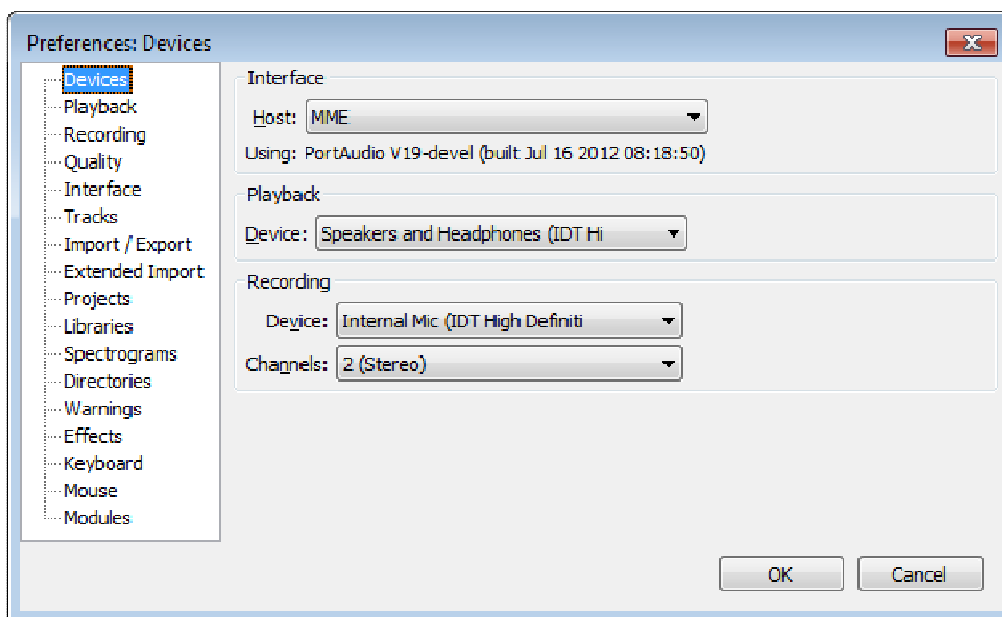 Preferences: Devices
Devices
Playback
Recording
Quality
Interface
Tracks
Import / Export
Extended Import
Projects
Libraries
Spectrograms
Directories
Warnings
Effects
Keyboard
Mouse
Modules
Interface
Host: MME
Using: PortAudio V19-devel (built Jul 16 2012 08:18:50)
Playback
Device: Speakers and Headphones (IDT Hi
Recording
Device: Internal Mic (IDT High Definiti
Channels: 2 (Stereo)
OK
Cancel